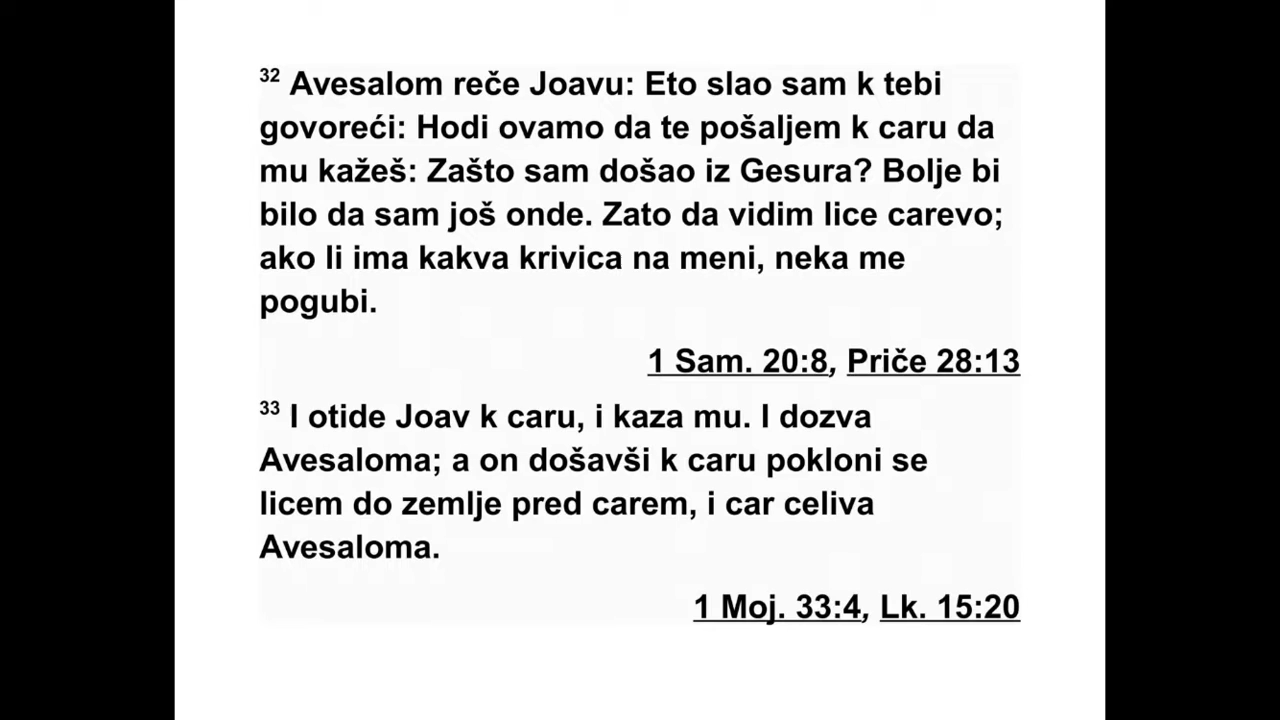 32 Avesalom reče Joavu: Eto slao sam k tebi
govoreći: Hodi ovamo da te pošaljem k caru da
mu kažeš: Zašto sam došao iz Gesura? Bolje bi
bilo da sam još onde. Zato da vidim lice carevo;
ako li ima kakva krivica na meni, neka me
pogubi.
1 Sam. 20:8, Priče 28:13
33 I otide Joav k caru, i kaza mu. I dozva
Avesaloma; a on došavši k caru pokloni se
licem do zemlje pred carem, i car celiva
Avesaloma.
1 Moj. 33:4, Lk. 15:20